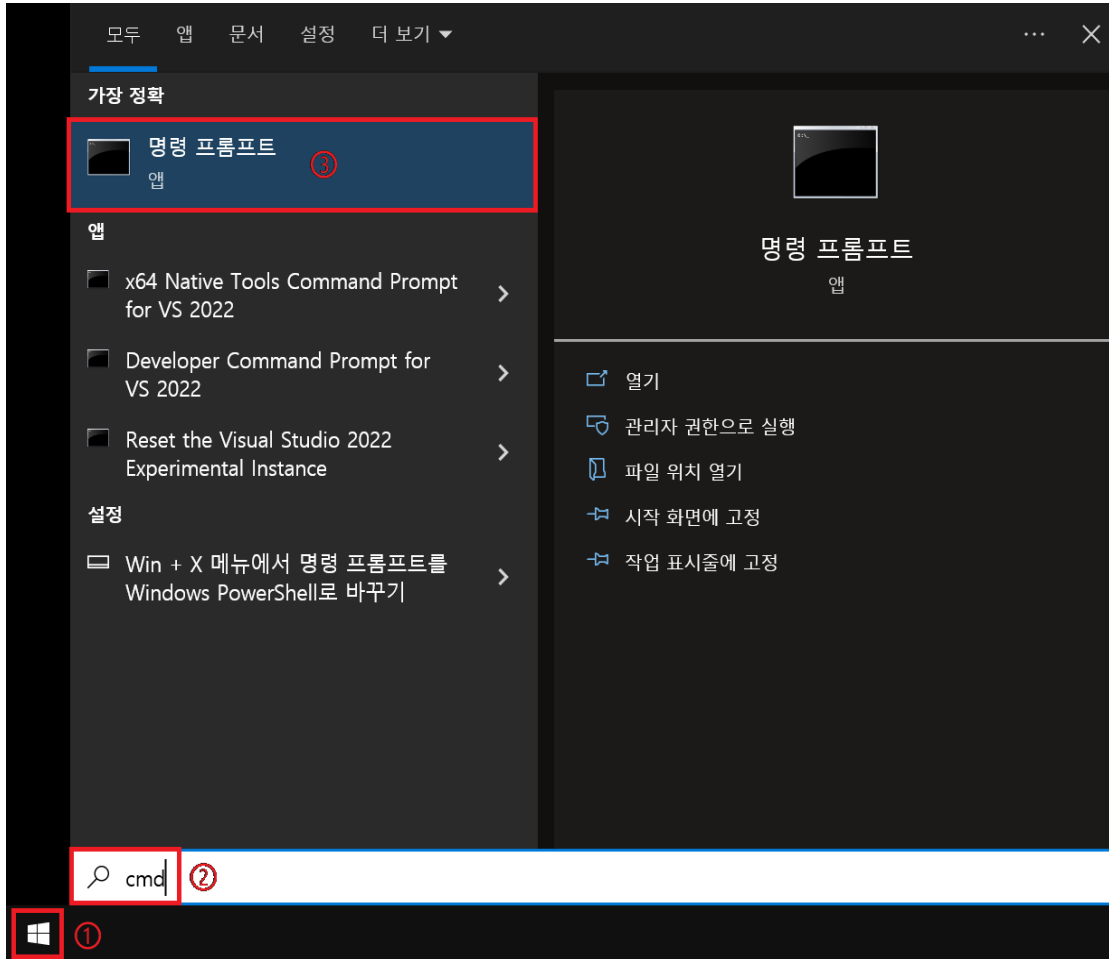 모두 앱 문서 설정 더 보기 ▼ ···
가장 정확
명령 프롬프트
앱
③
앱
x64 Native Tools Command Prompt
for VS 2022
Developer Command Prompt for
VS 2022
Reset the Visual Studio 2022
Experimental Instance
설정
Win + X 메뉴에서 명령 프롬프트를
Windows PowerShell로 바꾸기
명령 프롬프트
앱
열기
관리자 권한으로 실행
파일 위치 열기
시작 화면에 고정
작업 표시줄에 고정
cmd ②
①